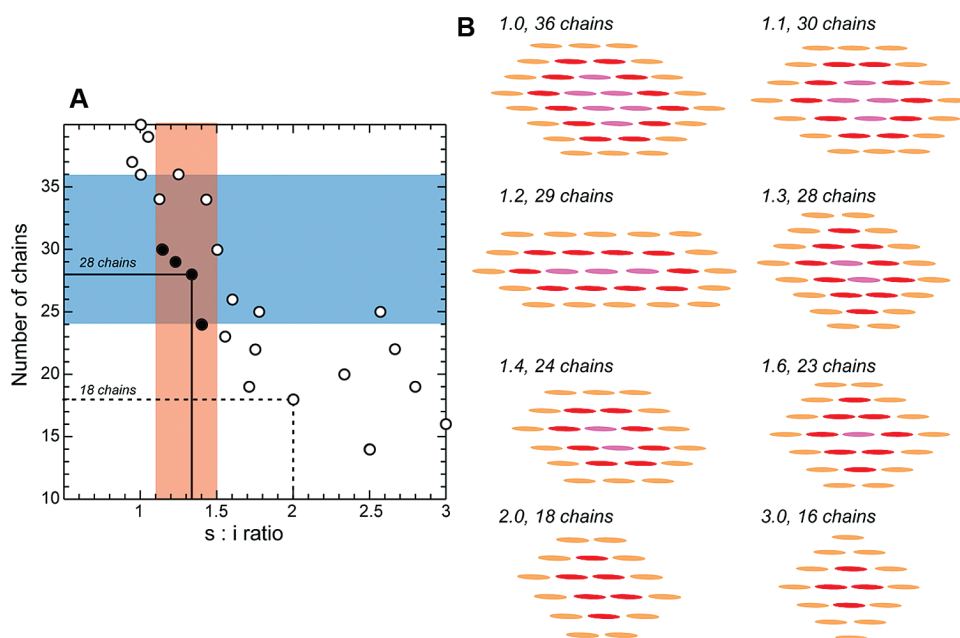 A
Number of chains
35
30
25
20
15
10
28 chains
18 chains
1
1.5
2
2.5
3
s : i ratio
B
1.0, 36 chains
1.1, 30 chains
1.2, 29 chains
1.3, 28 chains
1.4, 24 chains
1.6, 23 chains
2.0, 18 chains
3.0, 16 chains